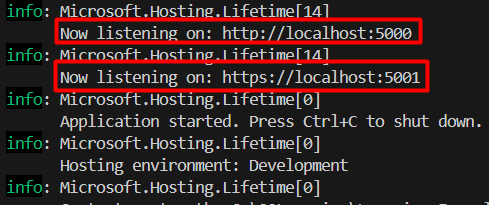 info: Microsoft.Hosting.Lifetime[14]
Now listening on: http://localhost:5000
info: Microsoft.Hosting.Lifetime[14]
Now listening on: https://localhost:5001
info: Microsoft.Hosting.Lifetime[0]
Application started. Press Ctrl+C to shut down.
info: Microsoft.Hosting.Lifetime[0]
Hosting environment: Development
info: Microsoft.Hosting.Lifetime[0]